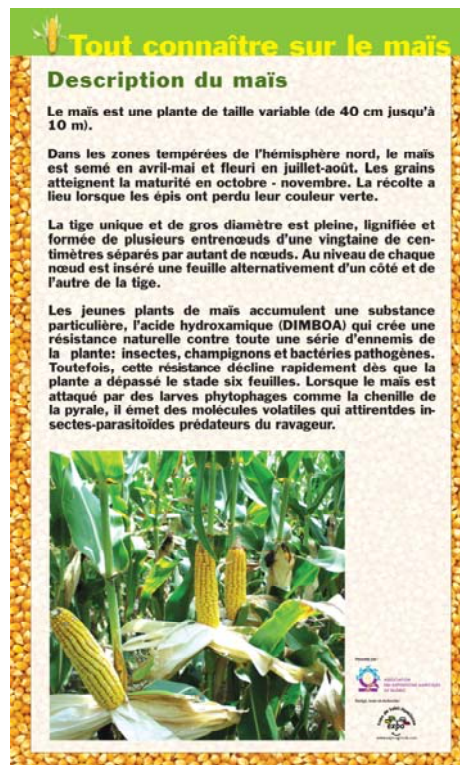 Tout connaître sur le maïs
Description du maïs
Le maïs est une plante de taille variable (de 40 cm jusqu'à
10 m).
Dans les zones tempérées de l'hémisphère nord, le maïs
est semé en avril-mai et fleuri en juillet-août. Les grains
atteignent la maturité en octobre - novembre. La récolte a
lieu lorsque les épis ont perdu leur couleur verte.
La tige unique et de gros diamètre est pleine, lignifiée et
formée de plusieurs entrenœuds d'une vingtaine de cen-
timètres séparés par autant de nœuds. Au niveau de chaque
nœud est inséré une feuille alternativement d'un côté et de
l'autre de la tige.
Les jeunes plants de maïs accumulent une substance
particulière, l'acide hydroxamique (DIMBOA) qui crée une
résistance naturelle contre toute une série d'ennemis de
la plante: insectes, champignons et bactéries pathogènes.
Toutefois, cette résistance décline rapidement dès que la
plante a dépassé le stade six feuilles. Lorsque le maïs est
attaqué par des larves phytophages comme la chenille de
la pyrale, il émet des molécules volatiles qui attirentdes in-
sectes-parasitoïdes prédateurs du ravageur.
ASSOCIATION
DES EXPOSITIONS AGRICOLES
DU QUÉBEC
expo